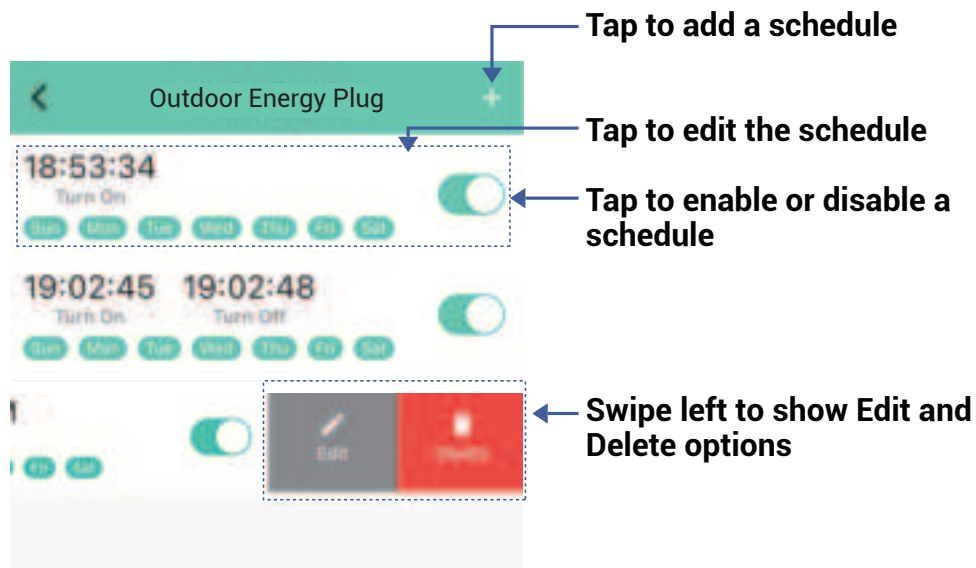 Tap to add a schedule
Outdoor Energy Plug
Tap to edit the schedule
18:53:34
Turn On
Tap to enable or disable a
schedule
Sun Mon Tue Wed Thu Fri Sat
19:02:45 19:02:48
Turn On Turn Off
Sun Mon Tue Wed Thu Fri Sat
Swipe left to show Edit and
Delete options
Edit
Fri Sat